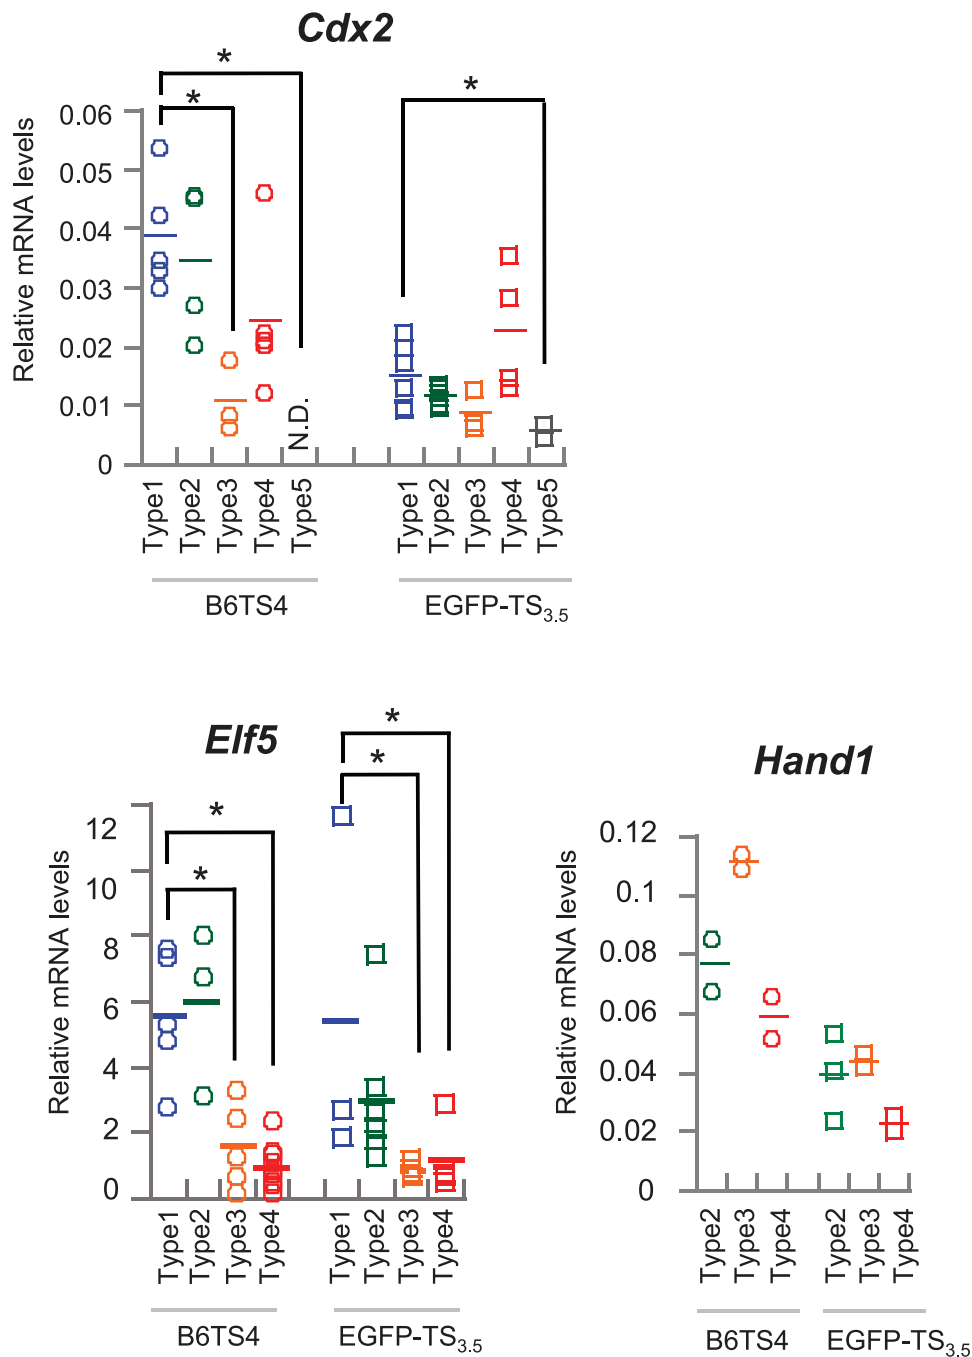 Cdx2
Relative mRNA levels
*
*
*
0.06
0.05
0.04
0.03
0.02
0.01
0
N.D.
Type1
Type2
Type3
Type4
Type5
Type1
Type2
Type3
Type4
Type5
B6TS4
EGFP-TS3.5
Elf5
Relative mRNA levels
*
*
*
*
12
10
8
6
4
2
0
Type1
Type2
Type3
Type4
Type1
Type2
Type3
Type4
B6TS4
EGFP-TS3.5
Hand1
Relative mRNA levels
0.12
0.1
0.08
0.06
0.04
0.02
0
Type2
Type3
Type4
Type2
Type3
Type4
B6TS4
EGFP-TS3.5